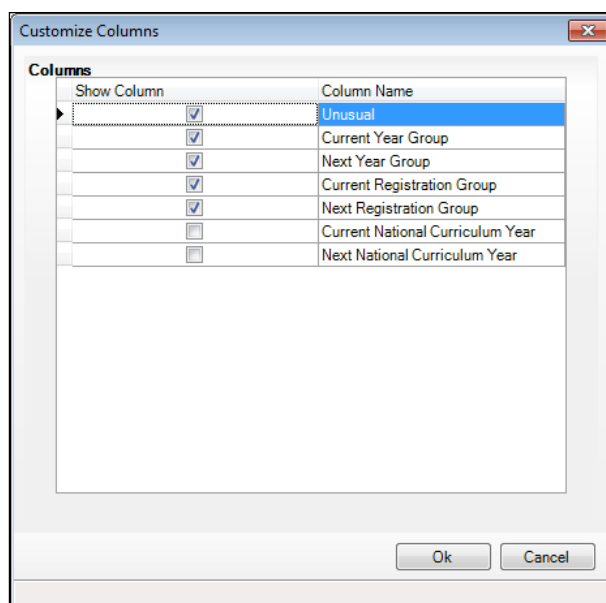 Customize Columns
Columns
Show Column Column Name
Unusual
Current Year Group
Next Year Group
Current Registration Group
Next Registration Group
Current National Curriculum Year
Next National Curriculum Year
Ok Cancel